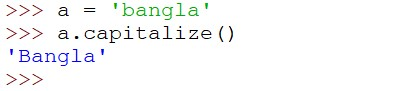 >>> a = 'bangla'
>>> a.capitalize()
'Bangla'
>>>